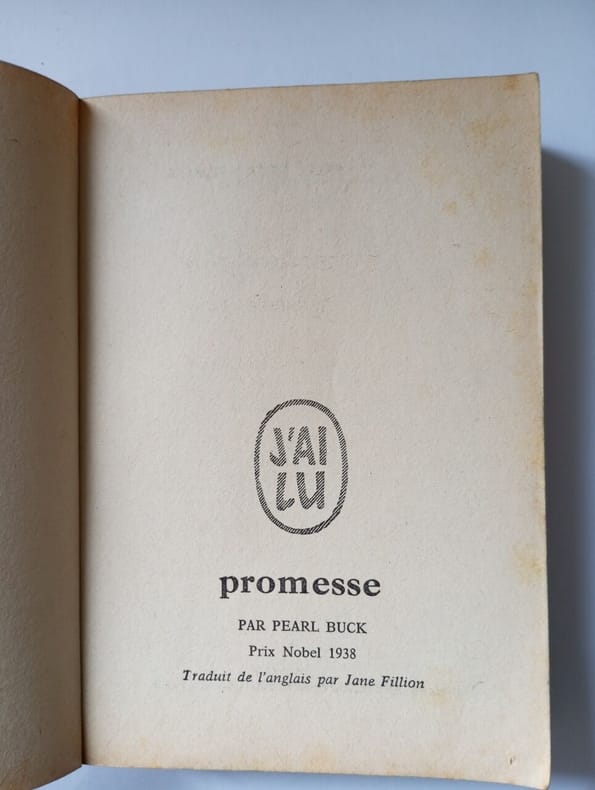 J'AI
LU
promesse
PAR PEARL BUCK
Prix Nobel 1938
Traduit de l'anglais par Jane Fillion